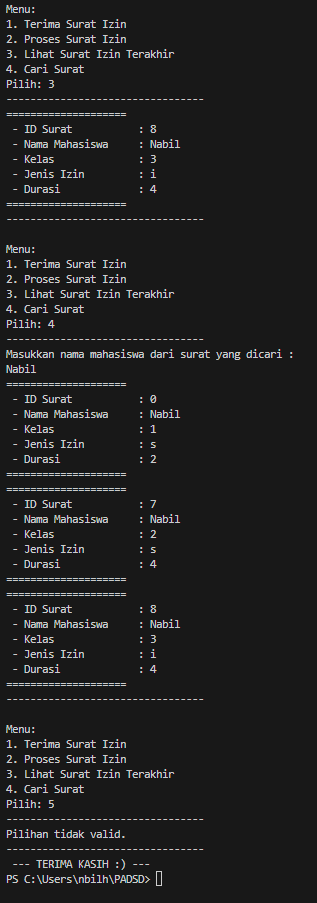 Menu:
1. Terima Surat Izin
2. Proses Surat Izin
3. Lihat Surat Izin Terakhir
4. Cari Surat
Pilih: 3
---------------------------------
====================
 - ID Surat           : 8
 - Nama Mahasiswa     : Nabil
 - Kelas              : 3
 - Jenis Izin         : i
 - Durasi             : 4
====================
---------------------------------

Menu:
1. Terima Surat Izin
2. Proses Surat Izin
3. Lihat Surat Izin Terakhir
4. Cari Surat
Pilih: 4
---------------------------------
Masukkan nama mahasiswa dari surat yang dicari :
Nabil
====================
 - ID Surat           : 0
 - Nama Mahasiswa     : Nabil
 - Kelas              : 1
 - Jenis Izin         : s
 - Durasi             : 2
====================
====================
 - ID Surat           : 7
 - Nama Mahasiswa     : Nabil
 - Kelas              : 2
 - Jenis Izin         : s
 - Durasi             : 4
====================
====================
 - ID Surat           : 8
 - Nama Mahasiswa     : Nabil
 - Kelas              : 3
 - Jenis Izin         : i
 - Durasi             : 4
====================
---------------------------------

Menu:
1. Terima Surat Izin
2. Proses Surat Izin
3. Lihat Surat Izin Terakhir
4. Cari Surat
Pilih: 5
---------------------------------
Pilihan tidak valid.
---------------------------------
 --- TERIMA KASIH :) ---
PS C:\Users\nbilh\PADSD>